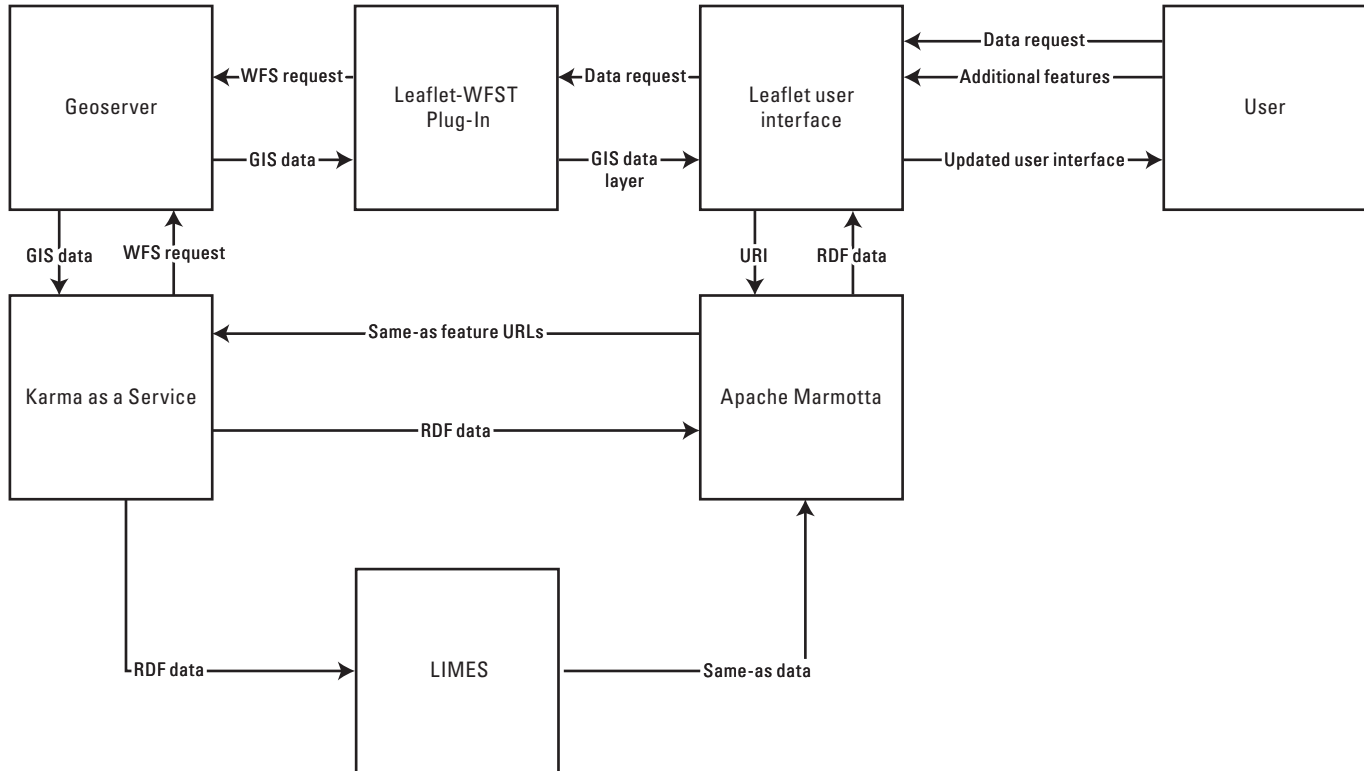 Data request
WFS request
Data request
Additional features
Geoserver
Leaflet-WFST
Plug-In
Leaflet user
interface
User
GIS data
GIS data
layer
Updated user interface
GIS data
WFS request
URI
RDF data
Same-as feature URLs
Karma as a Service
Apache Marmotta
RDF data
RDF data
LIMES
Same-as data